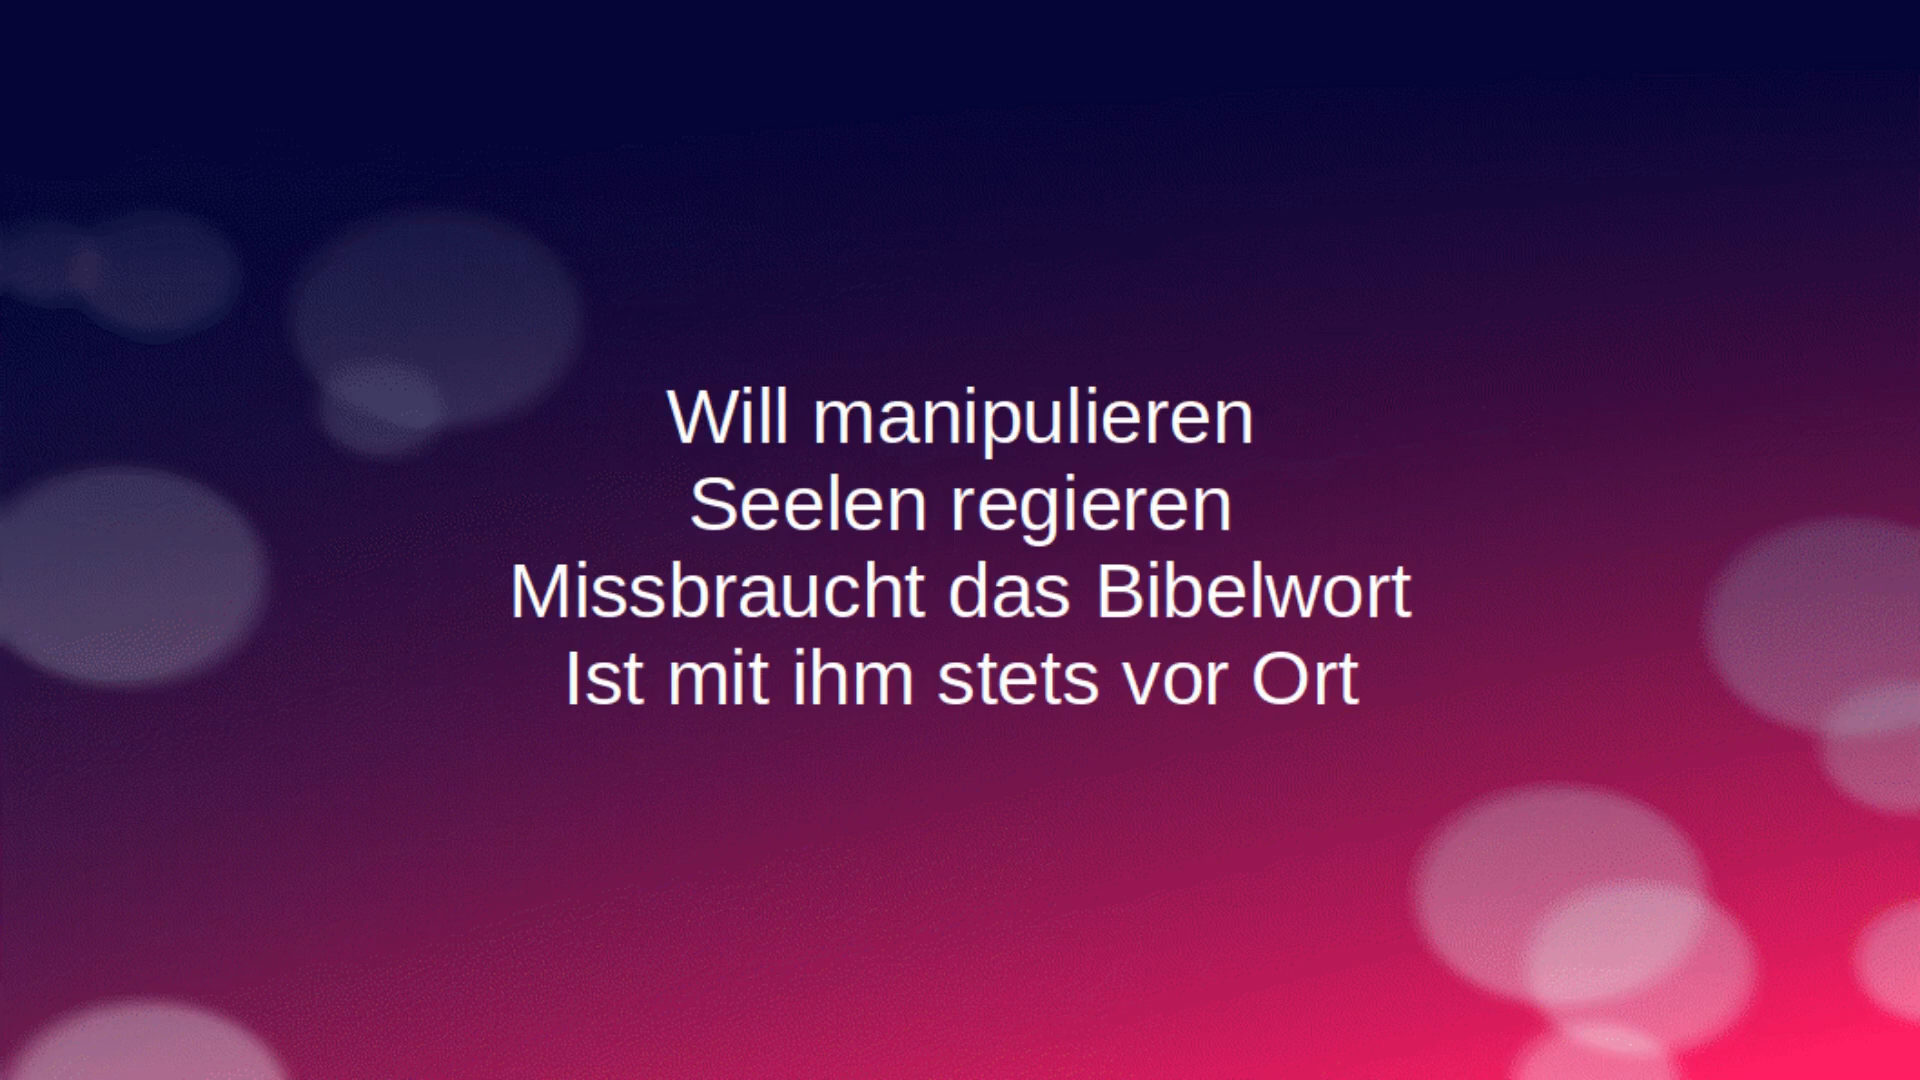 Will manipulieren
Seelen regieren
Missbraucht das Bibelwort
Ist mit ihm stets vor Ort